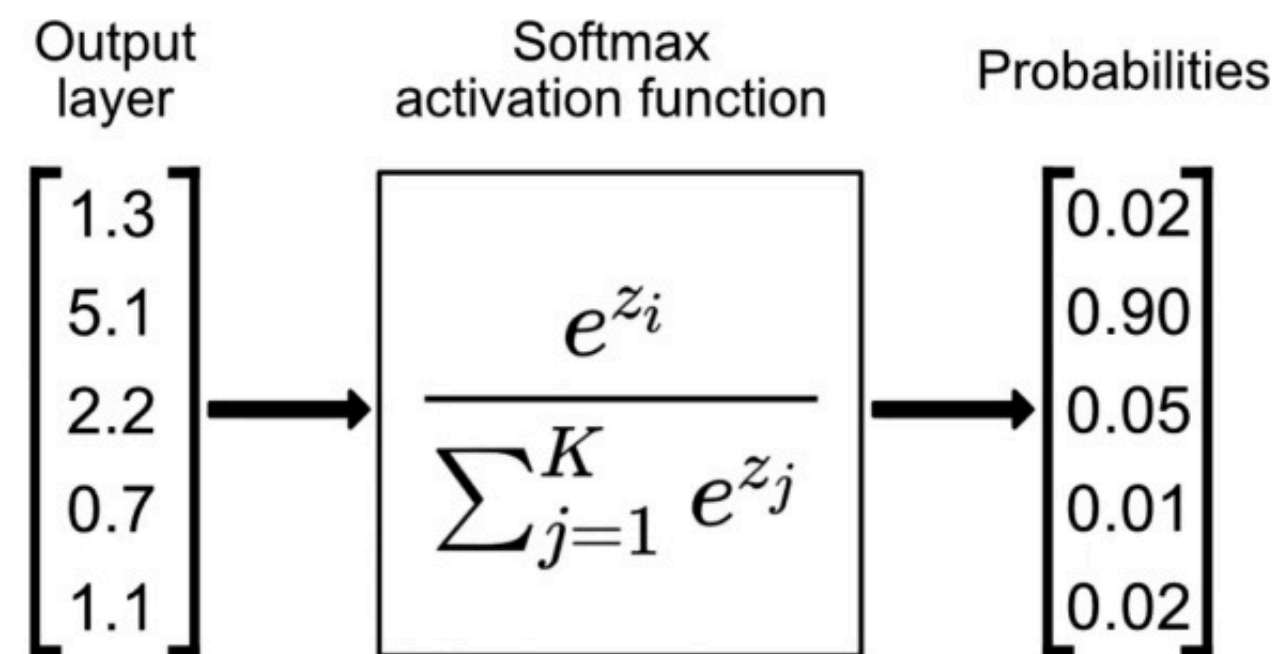 Output
layer
Softmax
activation function
Probabilities
1.3
5.1
2.2
0.7
1.1
e^{z_i}
∑_{j=1}^{K} e^{z_j}
0.02
0.90
0.05
0.01
0.02